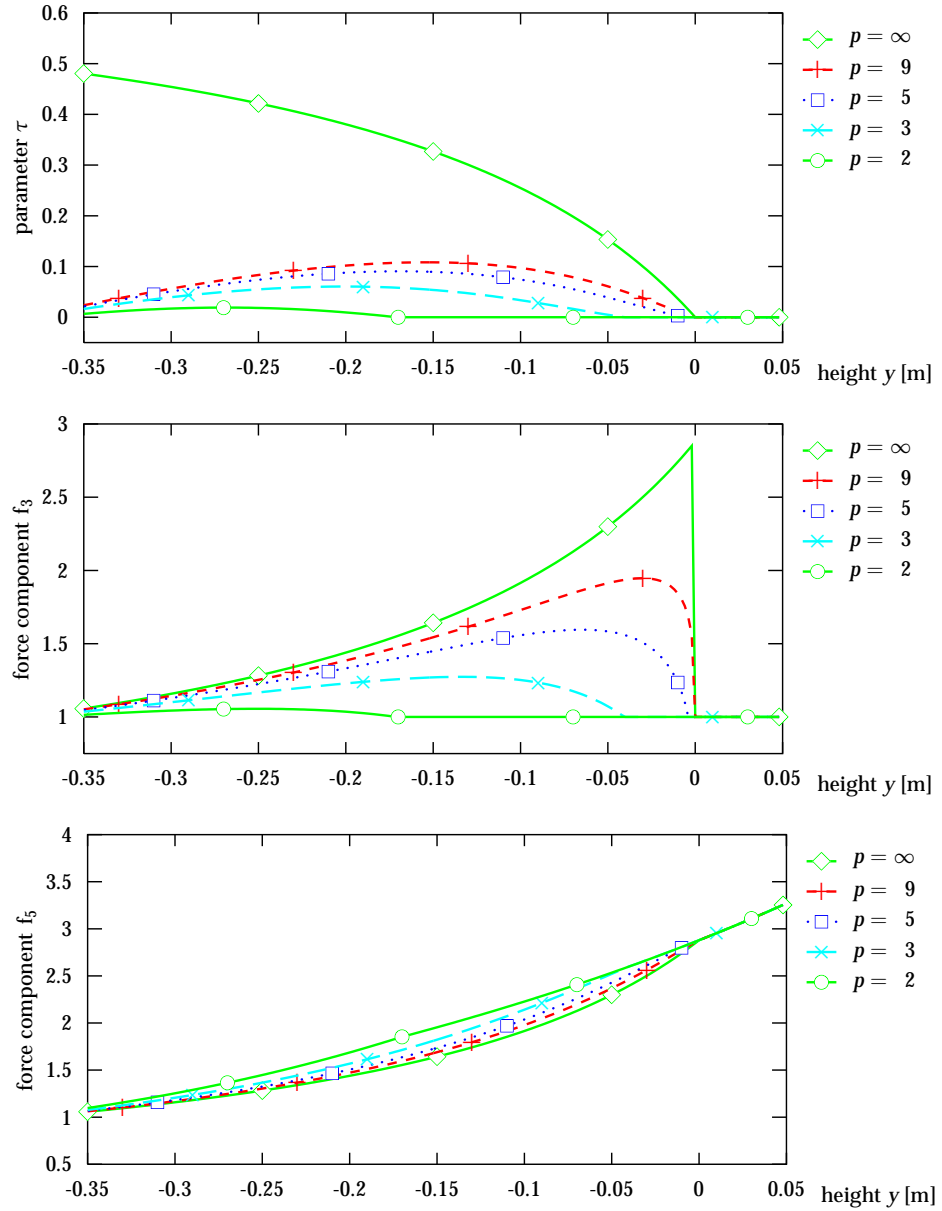 0.6
0.5
0.4
0.3
0.2
0.1
0
parameter τ
-0.35 -0.3 -0.25 -0.2 -0.15 -0.1 -0.05 0 0.05
height y [m]
p = ∞
p = 9
p = 5
p = 3
p = 2
3
2.5
2
1.5
1
force component f₃
-0.35 -0.3 -0.25 -0.2 -0.15 -0.1 -0.05 0 0.05
height y [m]
p = ∞
p = 9
p = 5
p = 3
p = 2
4
3.5
3
2.5
2
1.5
1
0.5
force component f₅
-0.35 -0.3 -0.25 -0.2 -0.15 -0.1 -0.05 0 0.05
height y [m]
p = ∞
p = 9
p = 5
p = 3
p = 2